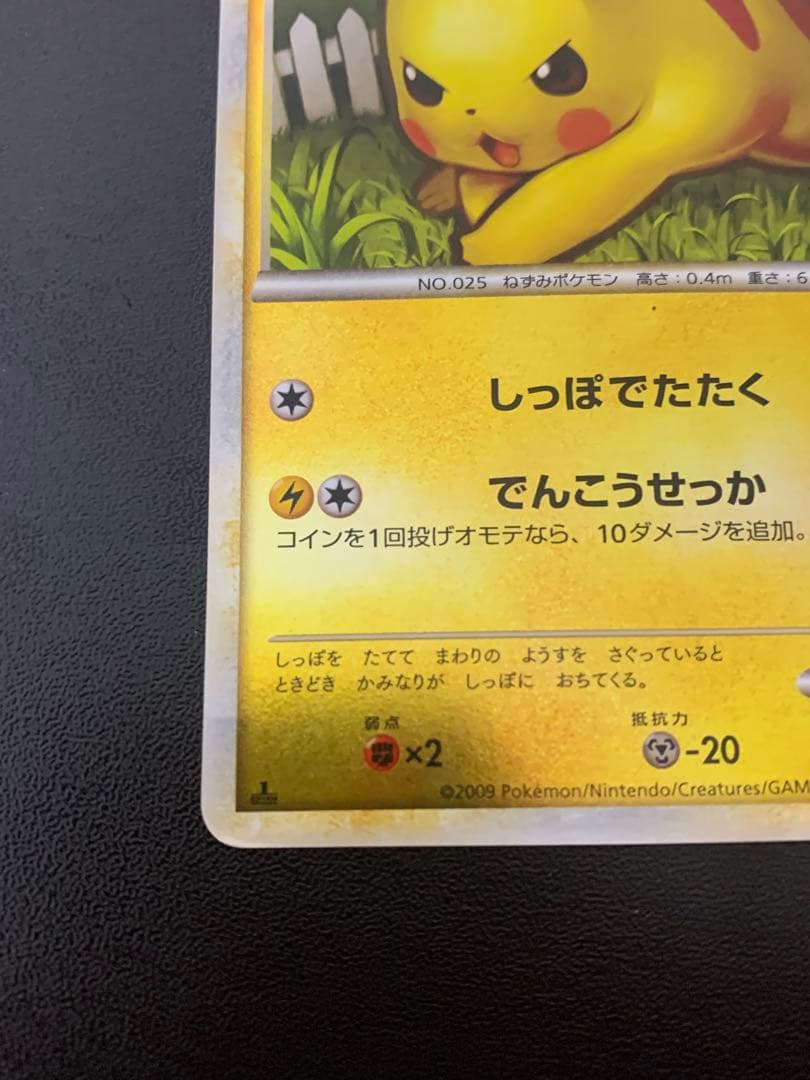 NO.025 ねずみポケモン 高さ:0.4m 重さ:6
しっぽでたたく
でんこうせっか
コインを1回投げオモテなら、10ダメージを追加。
しっぽを たてて まわりの ようすを さぐっていると
ときどき かみなりが しっぽに おちてくる。
弱点 抵抗力
×2 -20
1
EDITION
©2009 Pokémon/Nintendo/Creatures/GAM